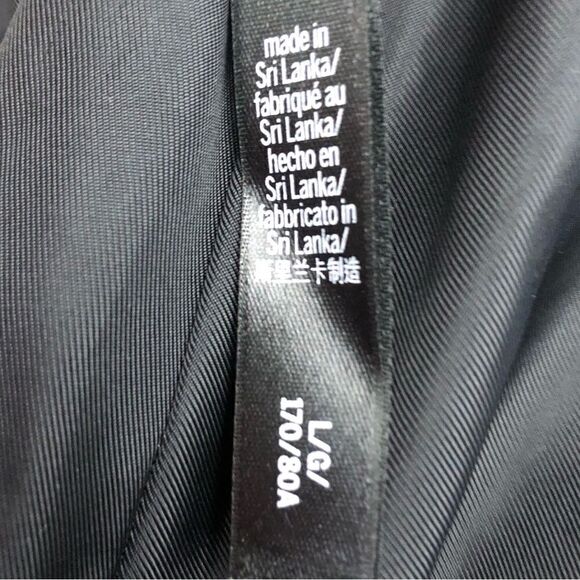 made in
Sri Lanka/
fabriqué au
Sri Lanka/
hecho en
Sri Lanka/
fabbricato in
Sri Lanka/
斯里兰卡制造
L/G/
170/80A